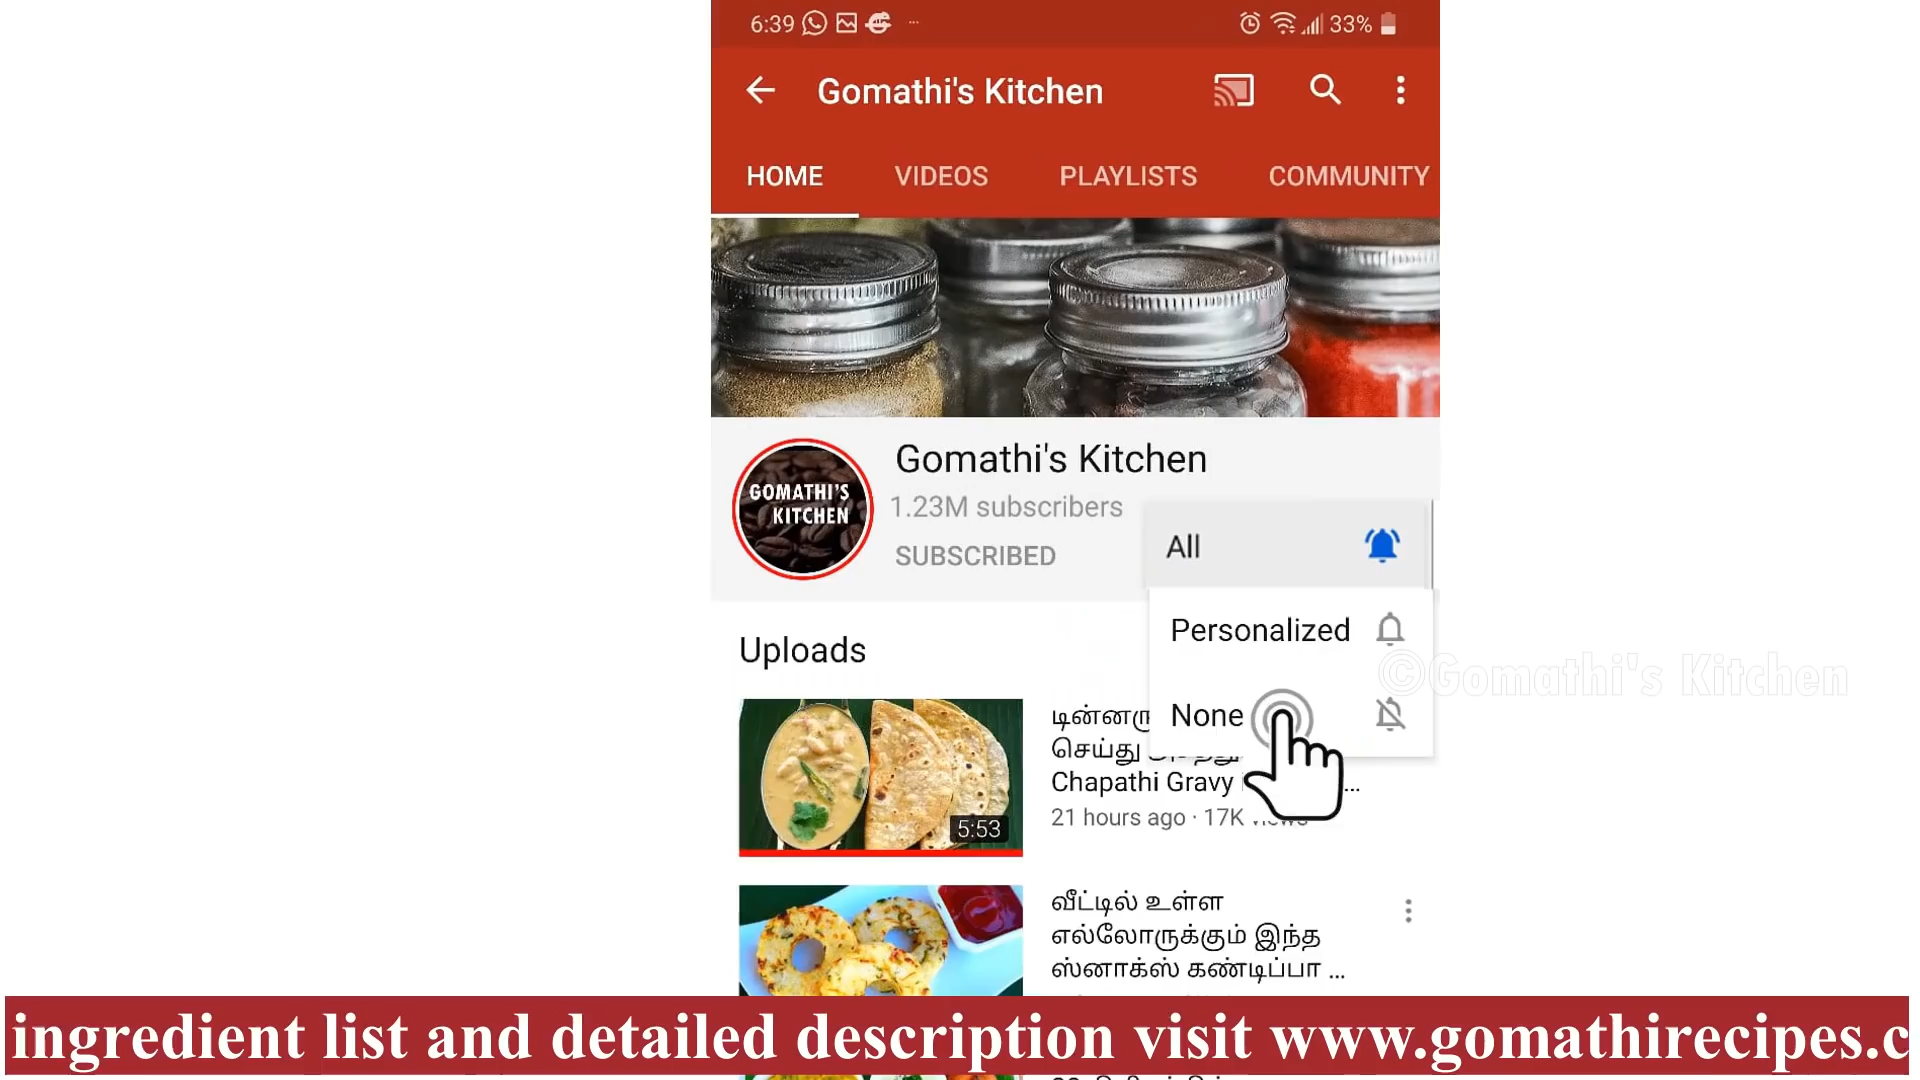 6:39
33%
Gomathi's Kitchen
HOME
VIDEOS
PLAYLISTS
COMMUNITY
GOMATHI'S
KITCHEN
Gomathi's Kitchen
1.23M subscribers
SUBSCRIBED
All
Personalized
None
©Gomathi's Kitchen
Uploads
5:53
செய்து
Chapathi Gravy ...
21 hours ago · 17K views
வீட்டில் உள்ள
எல்லோருக்கும் இந்த
ஸ்னாக்ஸ் கண்டிப்பா ...
ingredient list and detailed description visit www.gomathirecipes.c